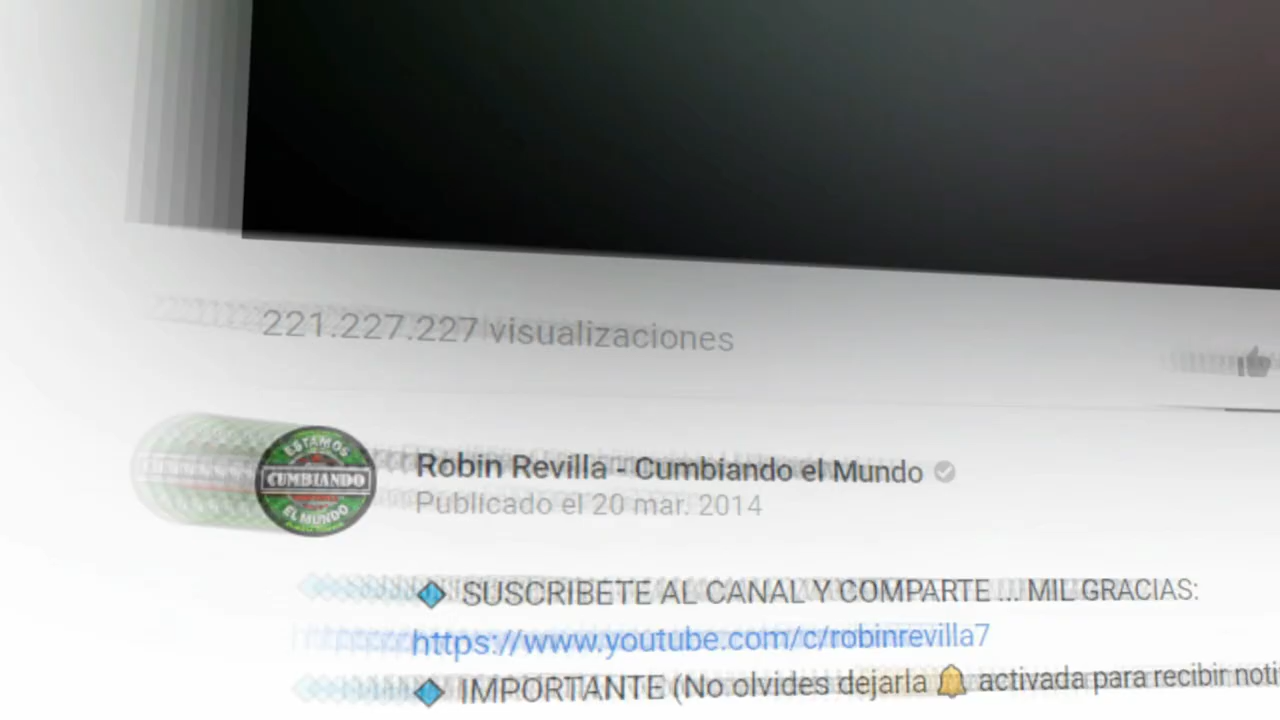 221.227.227 visualizaciones
ESTAMOS
CUMBIANDO
EL MUNDO
Robin Revilla - Cumbiando el Mundo
Publicado el 20 mar. 2014
SUSCRIBETE AL CANAL Y COMPARTE ... MIL GRACIAS:
https://www.youtube.com/c/robinrevilla7
IMPORTANTE (No olvides dejarla 🔔 activada para recibir noti